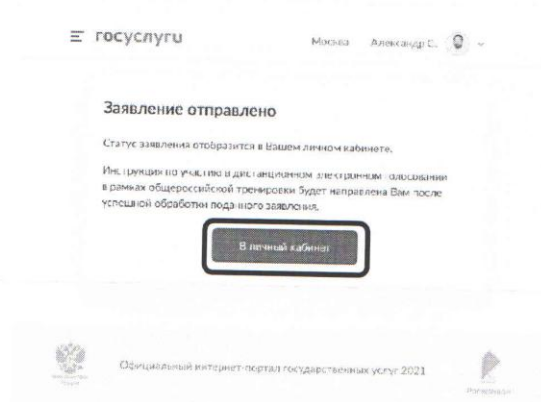 госуслуги
Москва Александр С.
Заявление отправлено
Статус заявления отобразится в Вашем личном кабинете.
Инструкция по участию в дистанционном электронном голосовании
в рамках общероссийской тренировки будет направлена Вам после
успешной обработки поданного заявления.
В личный кабинет
Официальный интернет-портал государственных услуг 2021